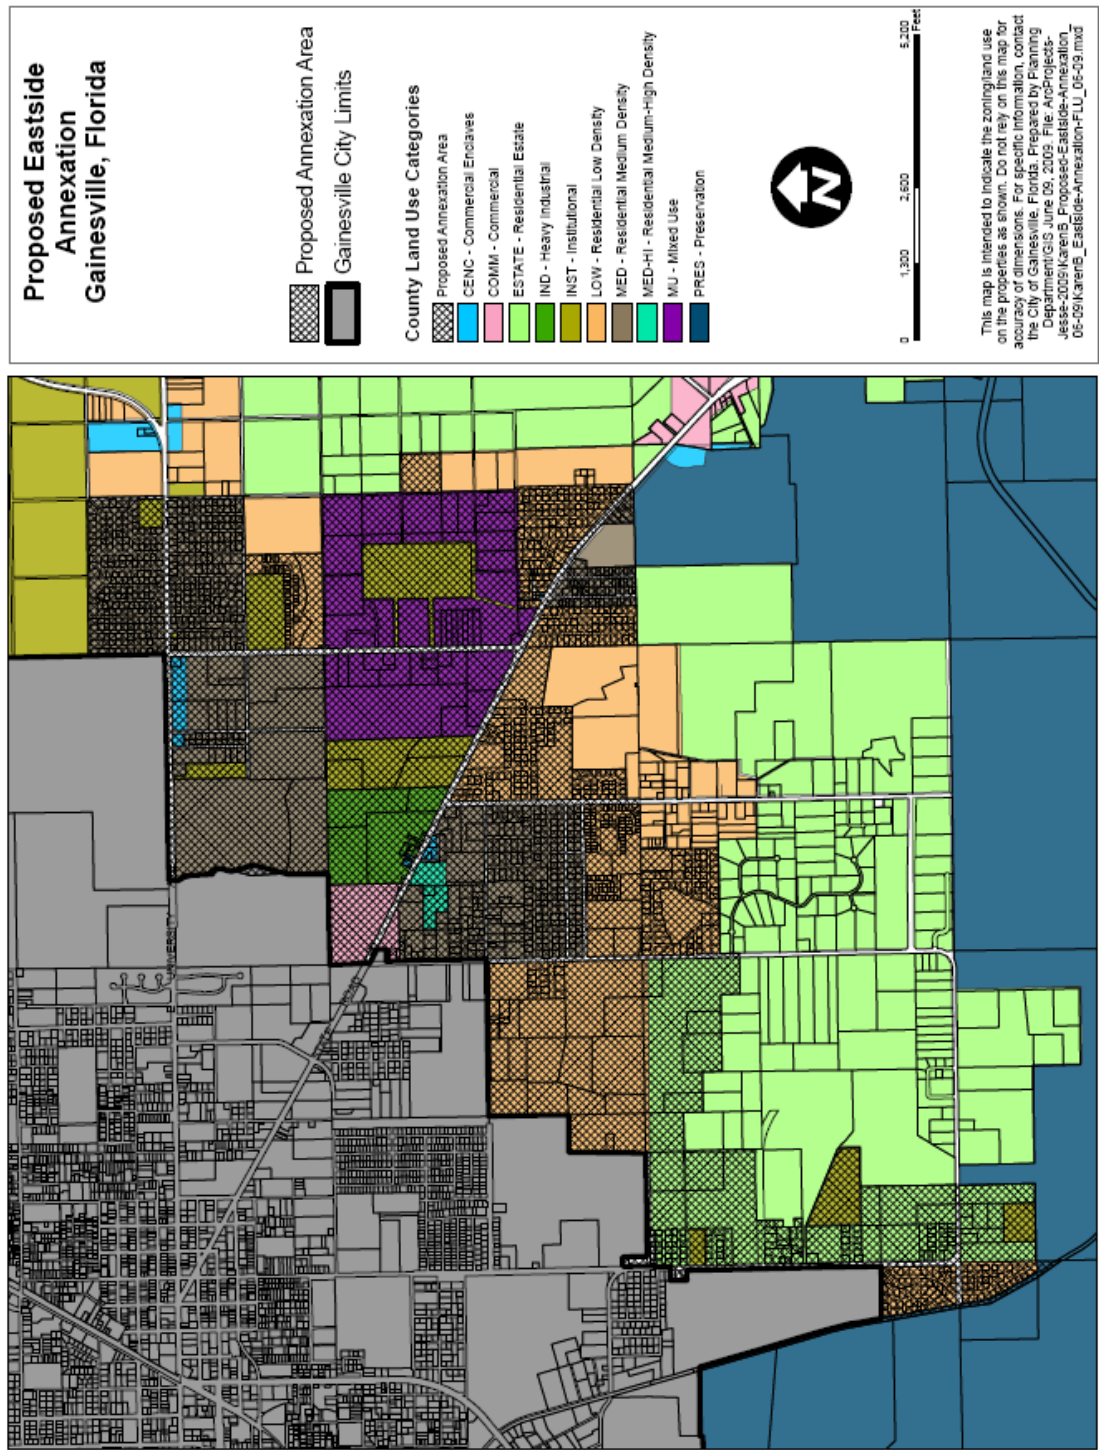 Proposed Eastside
Annexation
Gainesville, Florida
Proposed Annexation Area
Gainesville City Limits
County Land Use Categories
Proposed Annexation Area
CENC - Commercial Enclaves
COMM - Commercial
ESTATE - Residential Estate
IND - Heavy Industrial
INST - Institutional
LOW - Residential Low Density
MED - Residential Medium Density
MED-HI - Residential Medium-High Density
MU - Mixed Use
PRES - Preservation
N
0 1,300 2,600 5,200
Feet
This map is intended to indicate the zoning/land use
on the properties as shown. Do not rely on this map for
accuracy of dimensions. For specific information, contact
the City of Gainesville, Florida. Prepared by Planning
Department/GIS June 09, 2009. File: ArcProjects-
Jesse-2009\KarenB_Proposed-Eastside-Annexation_
06-09\KarenB_Eastside-Annexation-FLU_06-09.mxd
UNIVERSITY